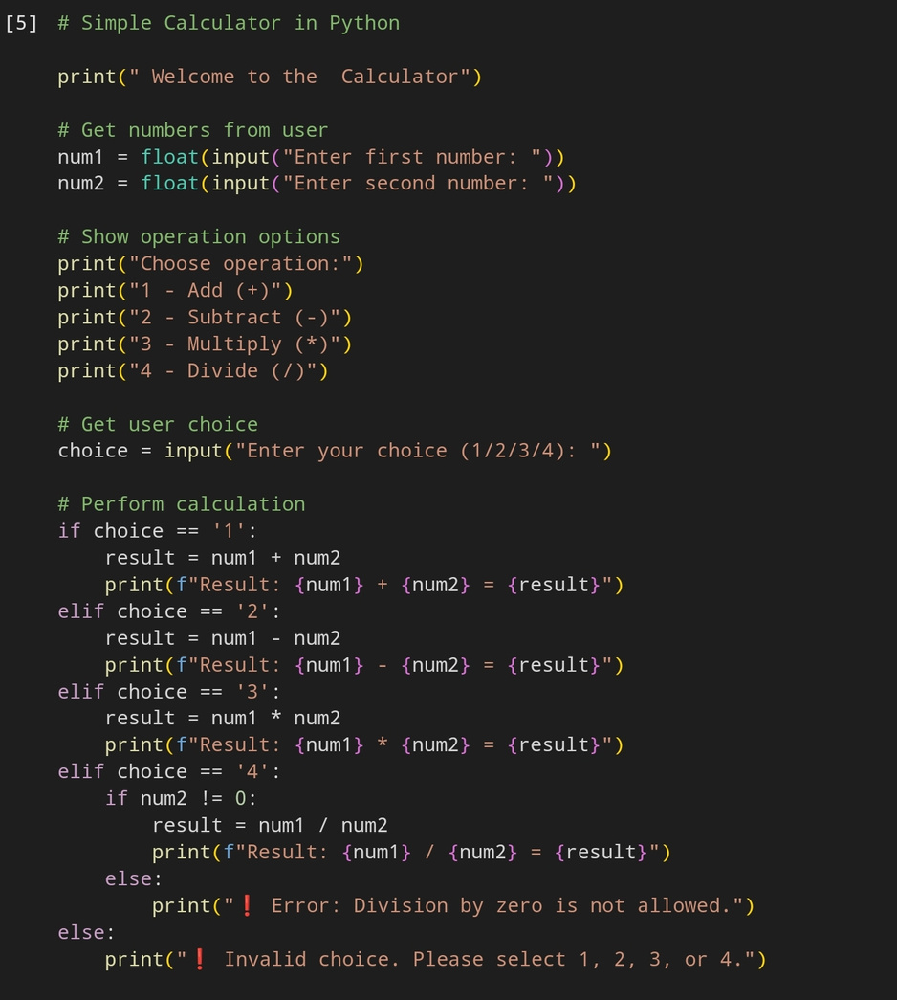 [5] # Simple Calculator in Python
print(" Welcome to the  Calculator")
# Get numbers from user
num1 = float(input("Enter first number: "))
num2 = float(input("Enter second number: "))
# Show operation options
print("Choose operation:")
print("1 - Add (+)")
print("2 - Subtract (-)")
print("3 - Multiply (*)")
print("4 - Divide (/)")
# Get user choice
choice = input("Enter your choice (1/2/3/4): ")
# Perform calculation
if choice == '1':
    result = num1 + num2
    print(f"Result: {num1} + {num2} = {result}")
elif choice == '2':
    result = num1 - num2
    print(f"Result: {num1} - {num2} = {result}")
elif choice == '3':
    result = num1 * num2
    print(f"Result: {num1} * {num2} = {result}")
elif choice == '4':
    if num2 != 0:
        result = num1 / num2
        print(f"Result: {num1} / {num2} = {result}")
    else:
        print("❗ Error: Division by zero is not allowed.")
else:
    print("❗ Invalid choice. Please select 1, 2, 3, or 4.")